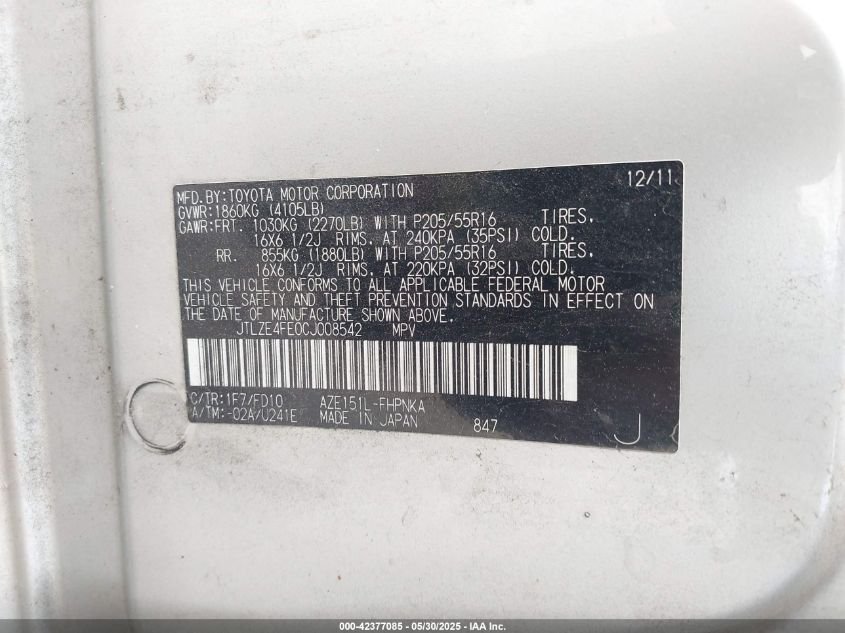 12/11
MFD.BY:TOYOTA MOTOR CORPORATION
GVWR:1860KG (4105LB)
GAWR:FRT. 1030KG (2270LB) WITH P205/55R16 TIRES,
16X6 1/2J RIMS, AT 240KPA (35PSI) COLD.
RR. 855KG (1880LB) WITH P205/55R16 TIRES,
16X6 1/2J RIMS, AT 220KPA (32PSI) COLD.
THIS VEHICLE CONFORMS TO ALL APPLICABLE FEDERAL MOTOR
VEHICLE SAFETY AND THEFT PREVENTION STANDARDS IN EFFECT ON
THE DATE OF MANUFACTURE SHOWN ABOVE.
JTLZE4FE0CJ008542 MPV
C/TR:1F7/FD10 AZE151L-FHPNKA
A/TM:-02A/U241E MADE IN JAPAN 847 J
000-42377085 - 05/30/2025 - IAA Inc.